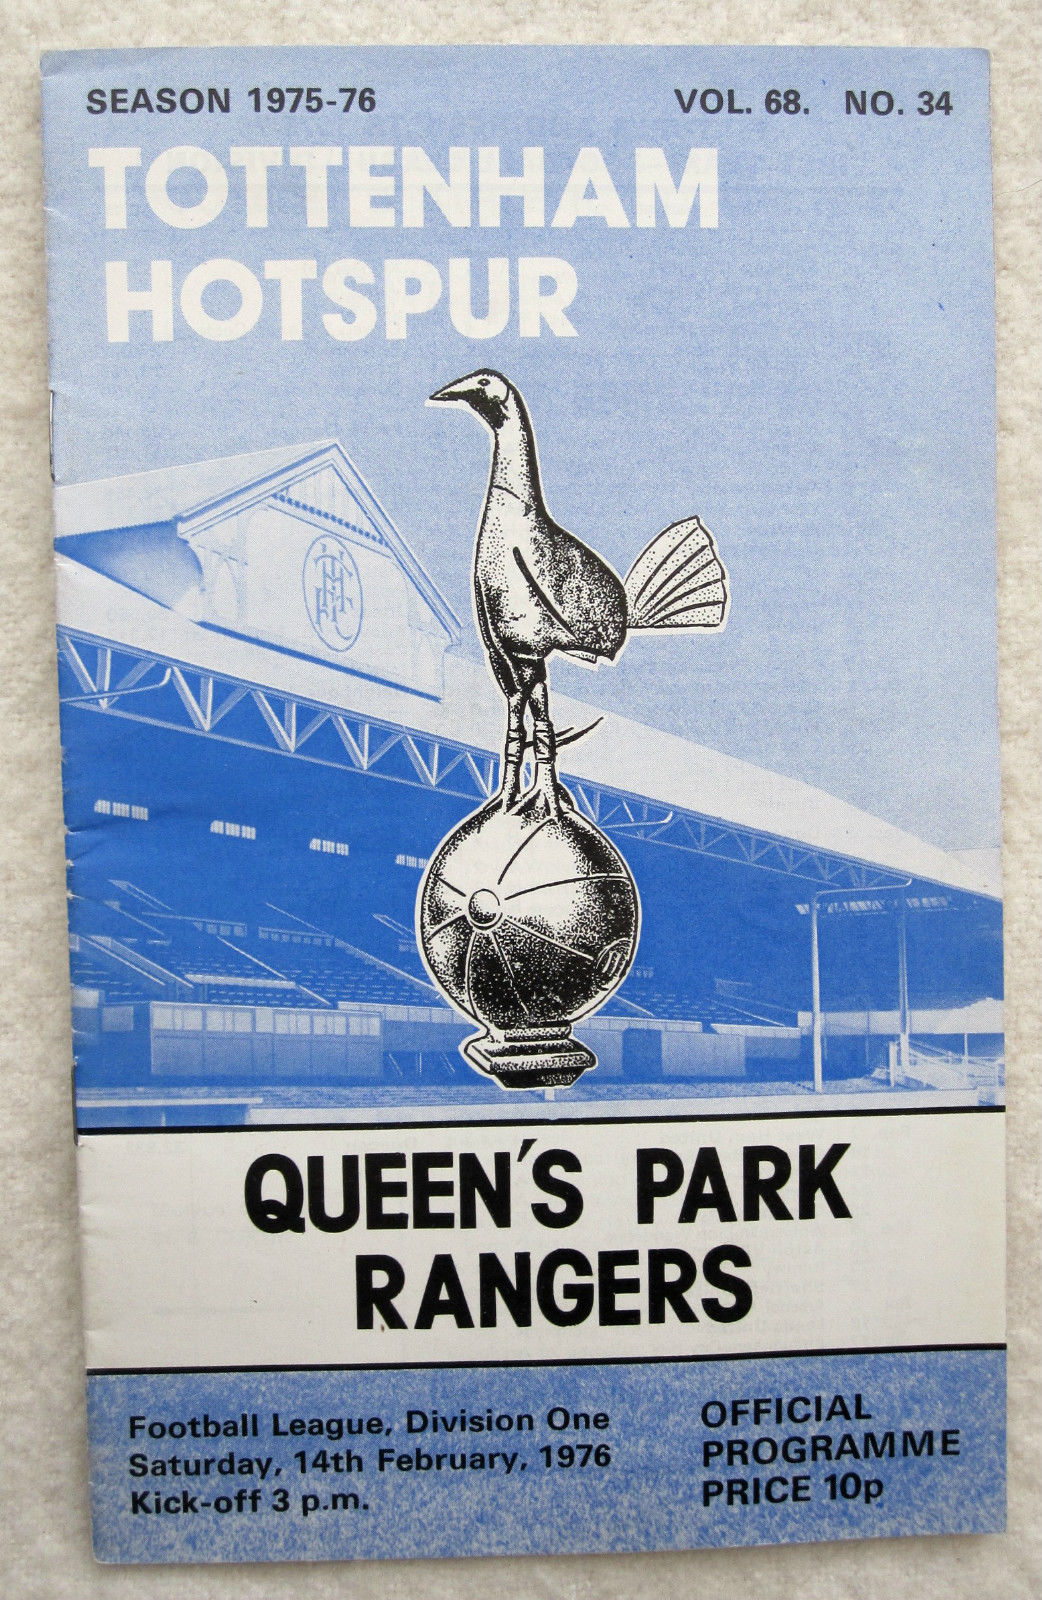 SEASON 1975-76 VOL. 68. NO. 34
TOTTENHAM
HOTSPUR
QUEEN'S PARK
RANGERS
Football League, Division One
Saturday, 14th February, 1976
Kick-off 3 p.m.
OFFICIAL
PROGRAMME
PRICE 10p